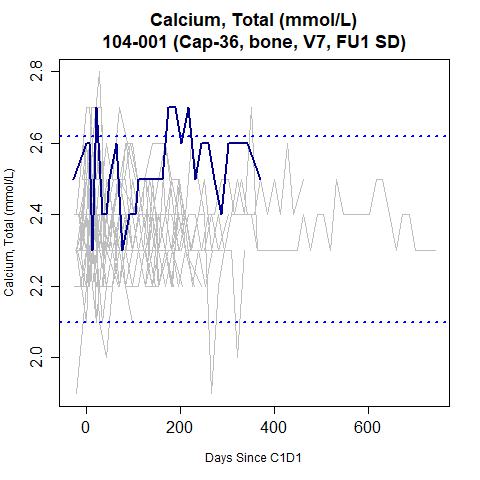 Calcium, Total (mmol/L)
104-001 (Cap-36, bone, V7, FU1 SD)
Calcium, Total (mmol/L)
2.8
2.6
2.4
2.2
2.0
0
200
400
600
Days Since C1D1